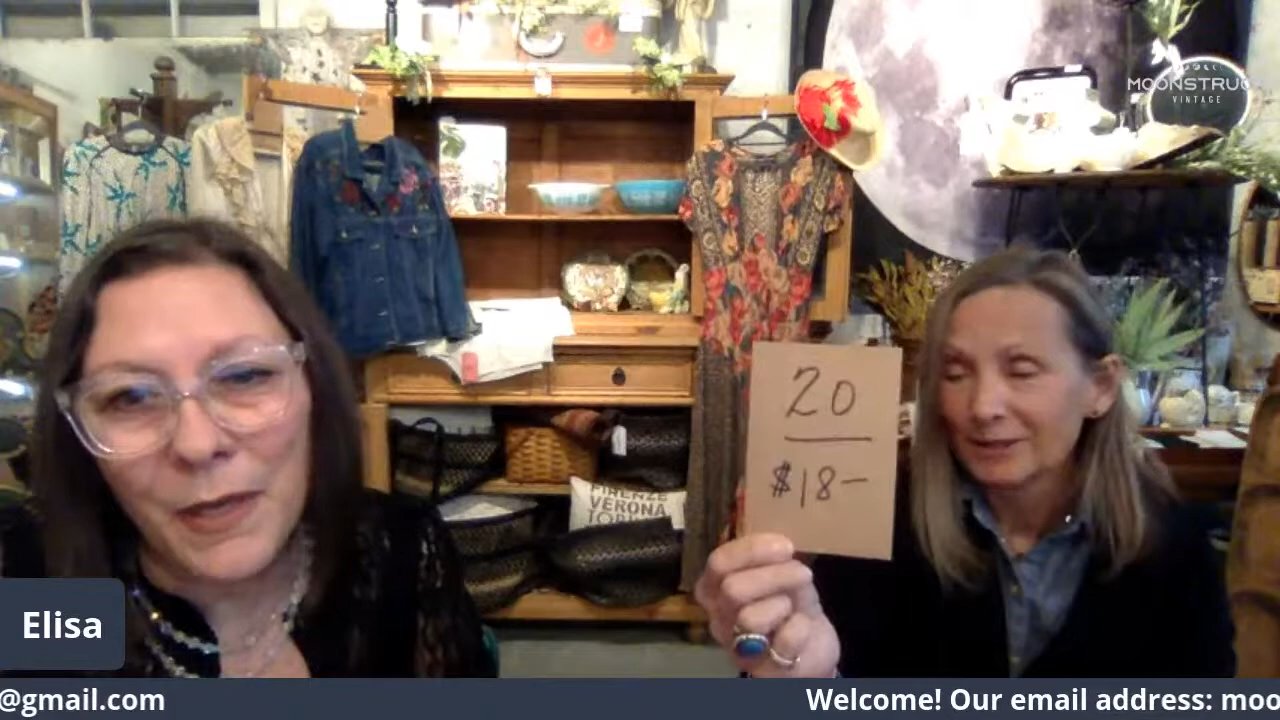 MOONSTRUC
VINTAGE
20
$18-
FIRENZE
VERONA
Elisa
@gmail.com
Welcome! Our email address: moo